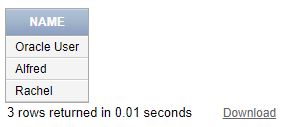 NAME
Oracle User
Alfred
Rachel
3 rows returned in 0.01 seconds Download